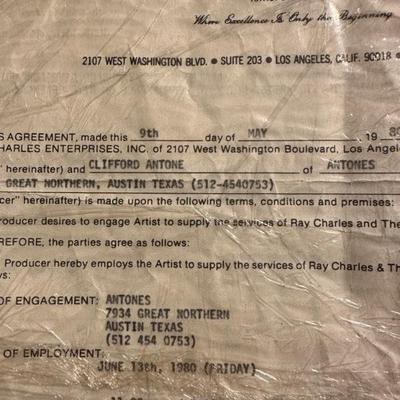 Where Excellence Is Only the Beginning
2107 WEST WASHINGTON BLVD. • SUITE 203 • LOS ANGELES, CALIF. 90018 •
S AGREEMENT, made this 9th day of MAY 19 80
CHARLES ENTERPRISES, INC. of 2107 West Washington Boulevard, Los Angele
" hereinafter) and CLIFFORD ANTONE of ANTONES
GREAT NORTHERN, AUSTIN TEXAS (512-4540753)
cer" hereinafter) is made upon the following terms, conditions and premises:
roducer desires to engage Artist to supply the services of Ray Charles and The
REFORE, the parties agree as follows:
Producer hereby employs the Artist to supply the services of Ray Charles & Th
ys:
OF ENGAGEMENT: ANTONES
7934 GREAT NORTHERN
AUSTIN TEXAS
(512 454 0753)
OF EMPLOYMENT:
JUNE 13th, 1980 (FRIDAY)